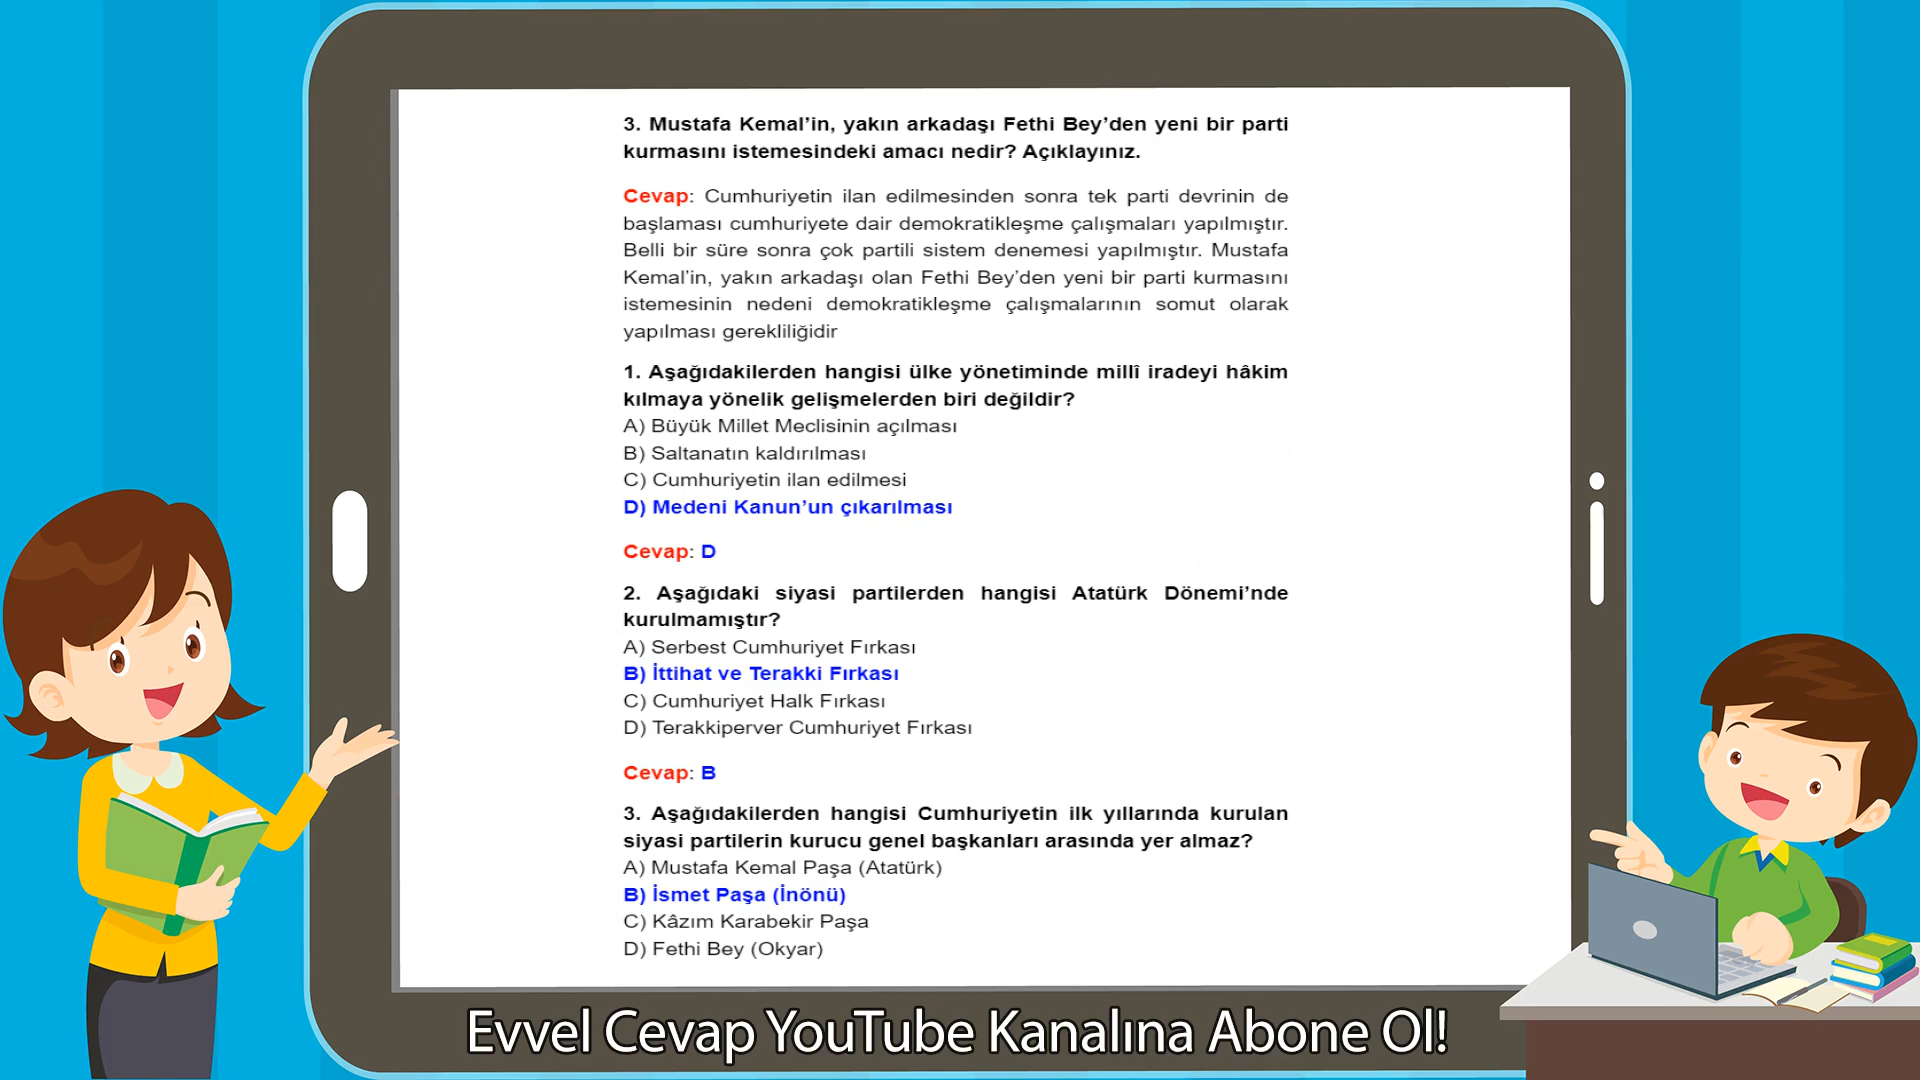 3. Mustafa Kemal’in, yakın arkadaşı Fethi Bey’den yeni bir parti
kurmasını istemesindeki amacı nedir? Açıklayınız.
Cevap: Cumhuriyetin ilan edilmesinden sonra tek parti devrinin de
başlaması cumhuriyete dair demokratikleşme çalışmaları yapılmıştır.
Belli bir süre sonra çok partili sistem denemesi yapılmıştır. Mustafa
Kemal’in, yakın arkadaşı olan Fethi Bey’den yeni bir parti kurmasını
istemesinin nedeni demokratikleşme çalışmalarının somut olarak
yapılması gerekliliğidir
1. Aşağıdakilerden hangisi ülke yönetiminde millî iradeyi hâkim
kılmaya yönelik gelişmelerden biri değildir?
A) Büyük Millet Meclisinin açılması
B) Saltanatın kaldırılması
C) Cumhuriyetin ilan edilmesi
D) Medeni Kanun’un çıkarılması
Cevap: D
2. Aşağıdaki siyasi partilerden hangisi Atatürk Dönemi’nde
kurulmamıştır?
A) Serbest Cumhuriyet Fırkası
B) İttihat ve Terakki Fırkası
C) Cumhuriyet Halk Fırkası
D) Terakkiperver Cumhuriyet Fırkası
Cevap: B
3. Aşağıdakilerden hangisi Cumhuriyetin ilk yıllarında kurulan
siyasi partilerin kurucu genel başkanları arasında yer almaz?
A) Mustafa Kemal Paşa (Atatürk)
B) İsmet Paşa (İnönü)
C) Kâzım Karabekir Paşa
D) Fethi Bey (Okyar)
Evvel Cevap YouTube Kanalına Abone Ol!